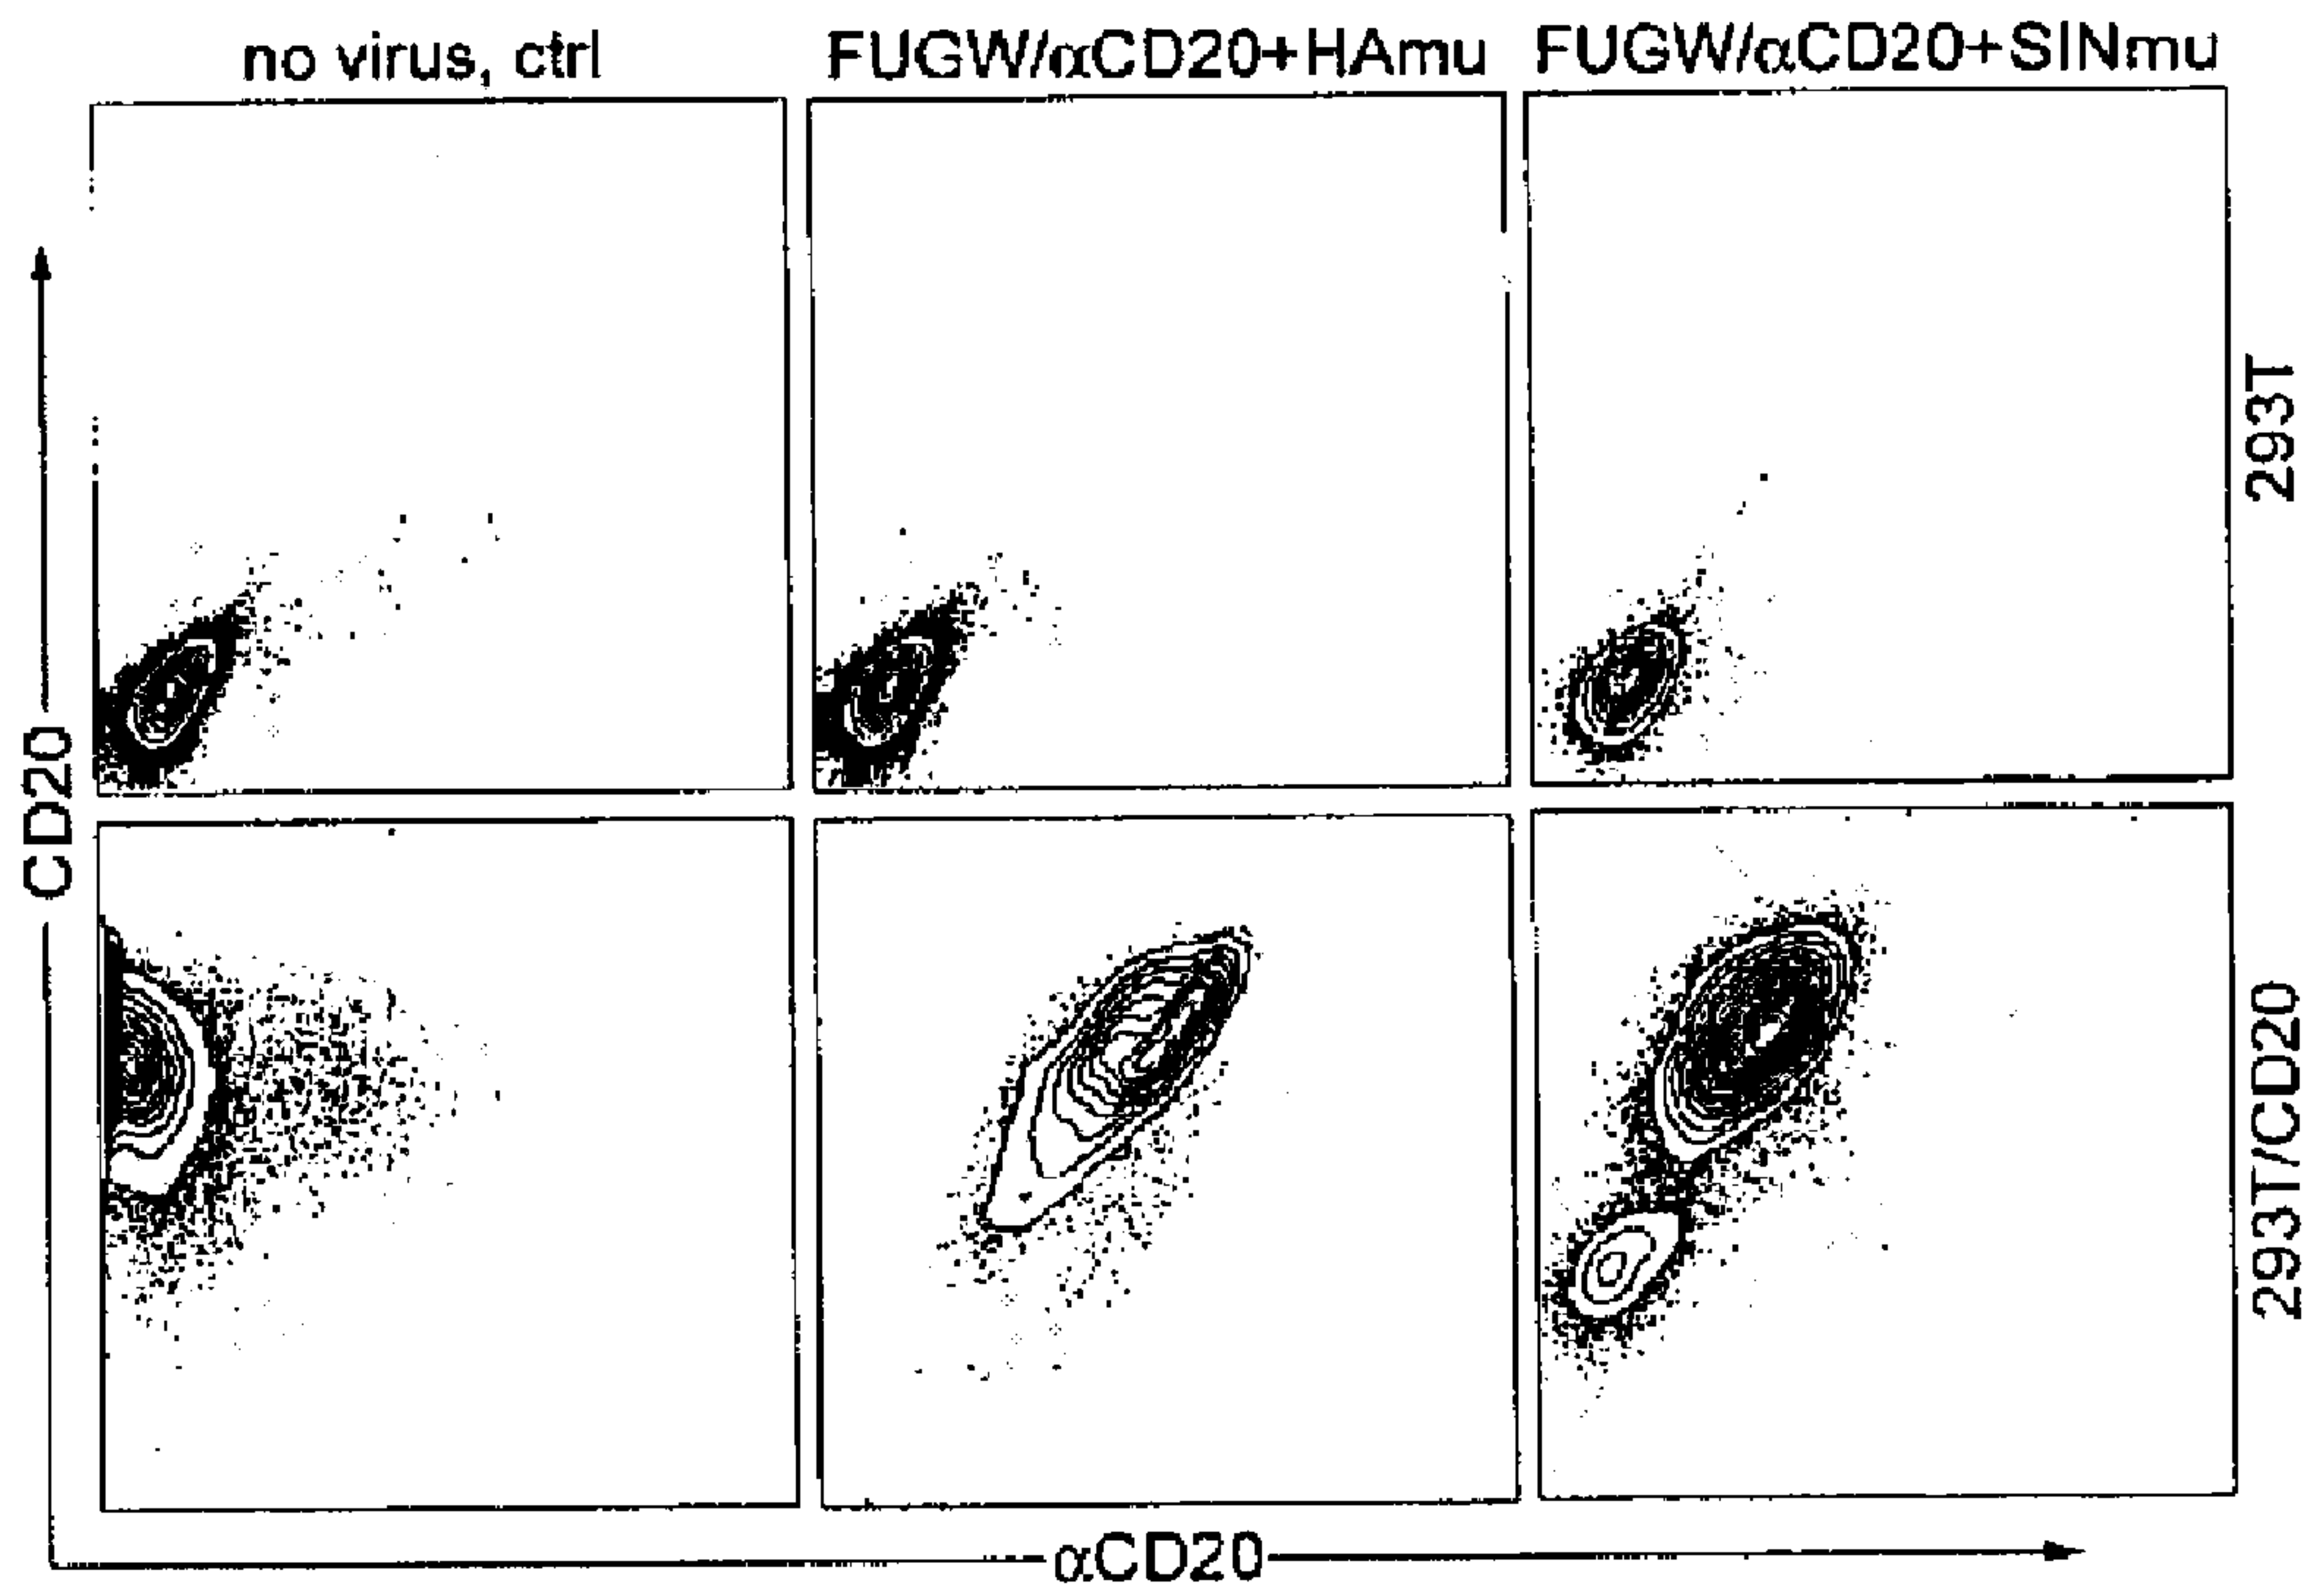 no virus, ctrl
FUGW/αCD20+HAmu
FUGW/αCD20+SINmu
293T
CD20
293T/CD20
αCD20